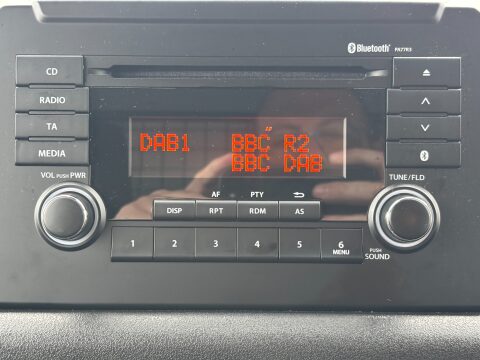 Bluetooth PA77R3
CD
RADIO
TA
MEDIA
DAB1 BBC R2
BBC DAB
VOL PUSH PWR
TUNE/FLD
AF PTY
DISP RPT RDM AS
1 2 3 4 5 6
MENU
PUSH
SOUND